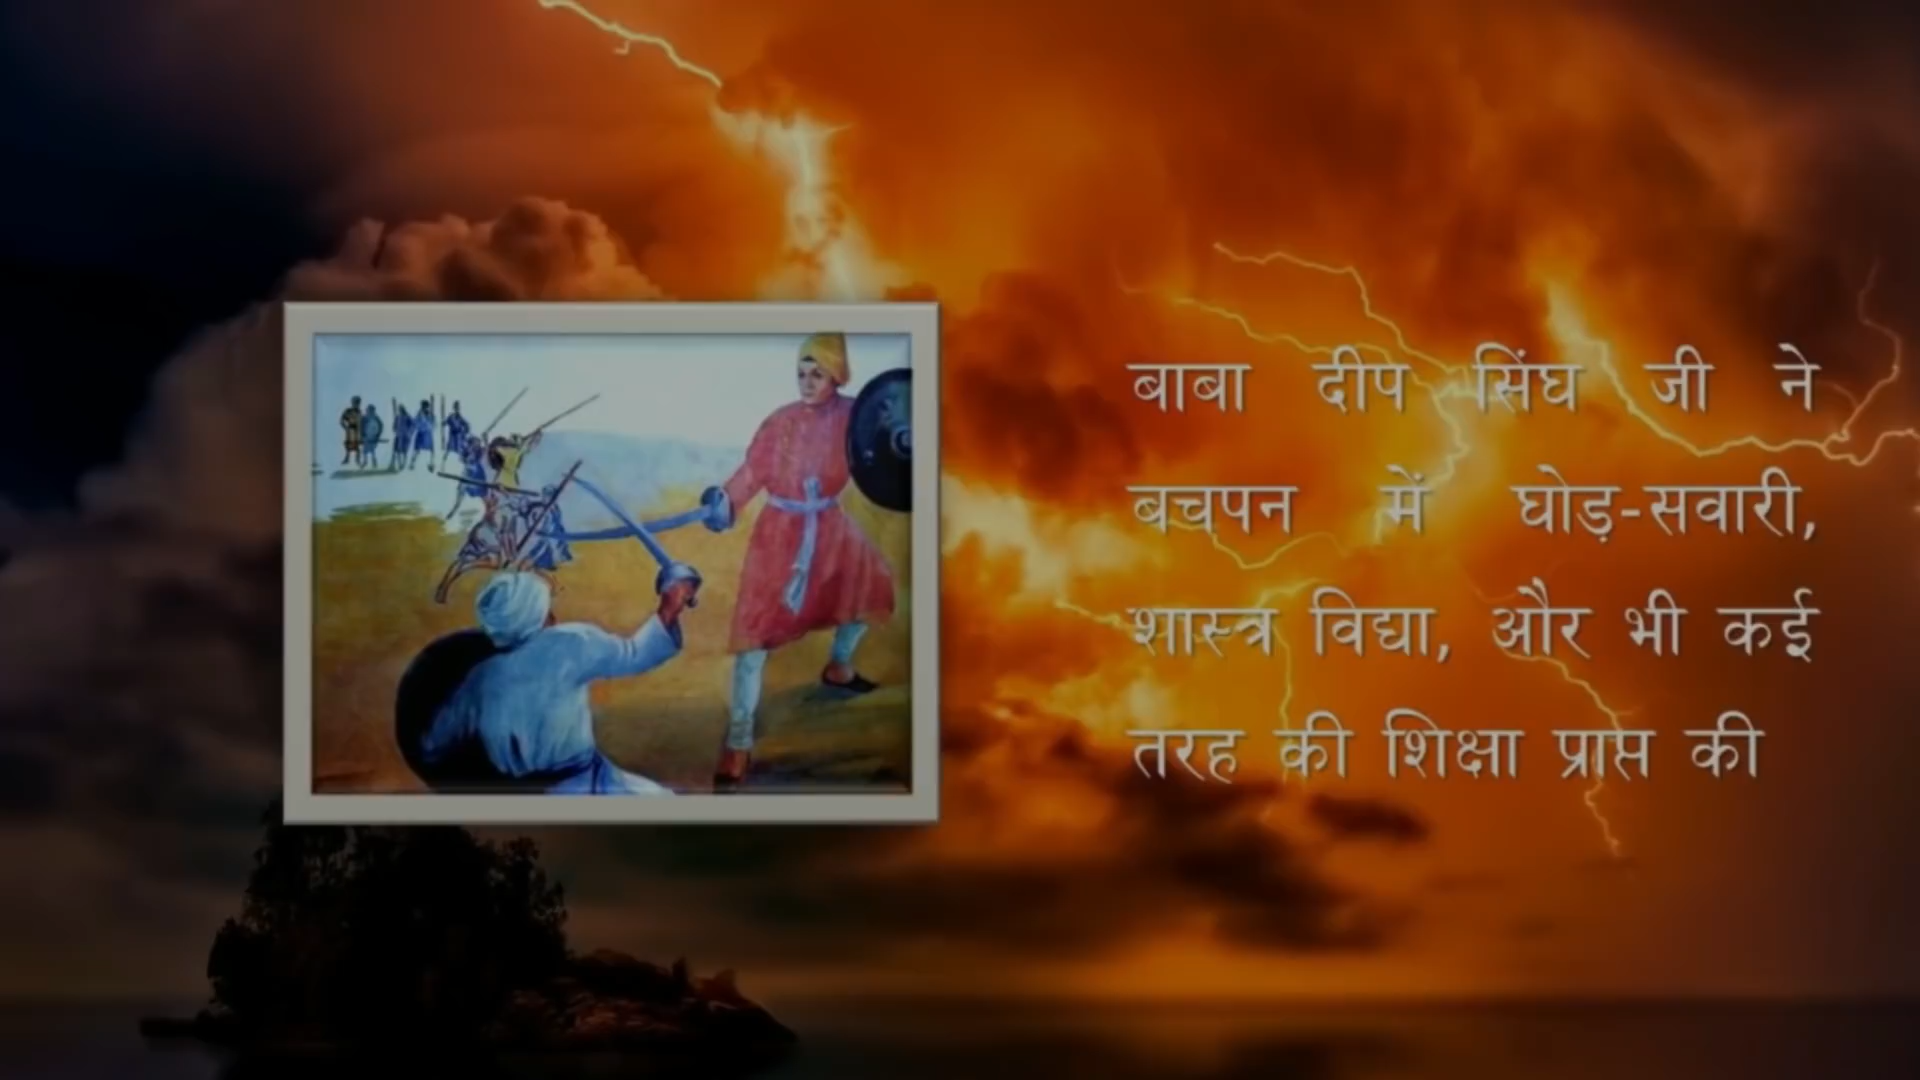 बाबा दीप सिंघ जी ने
बचपन में घोड़-सवारी,
शास्त्र विद्या, और भी कई
तरह की शिक्षा प्राप्त की